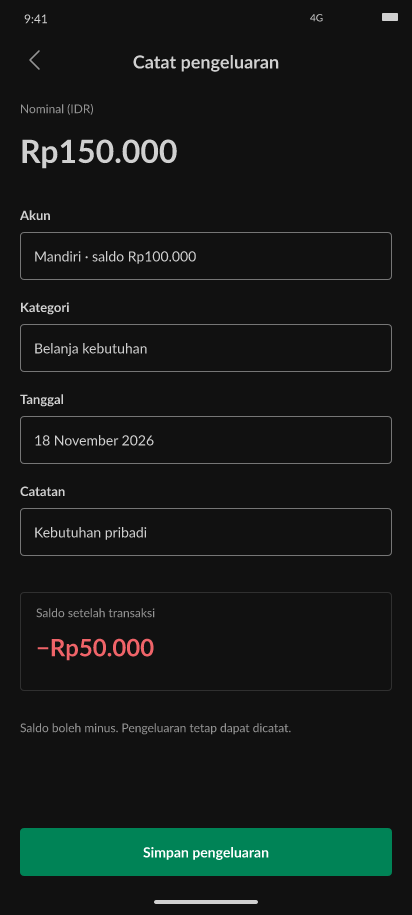 9:41
4G
Catat pengeluaran
Nominal (IDR)
Rp150.000
Akun
Mandiri · saldo Rp100.000
Kategori
Belanja kebutuhan
Tanggal
18 November 2026
Catatan
Kebutuhan pribadi
Saldo setelah transaksi
−Rp50.000
Saldo boleh minus. Pengeluaran tetap dapat dicatat.
Simpan pengeluaran